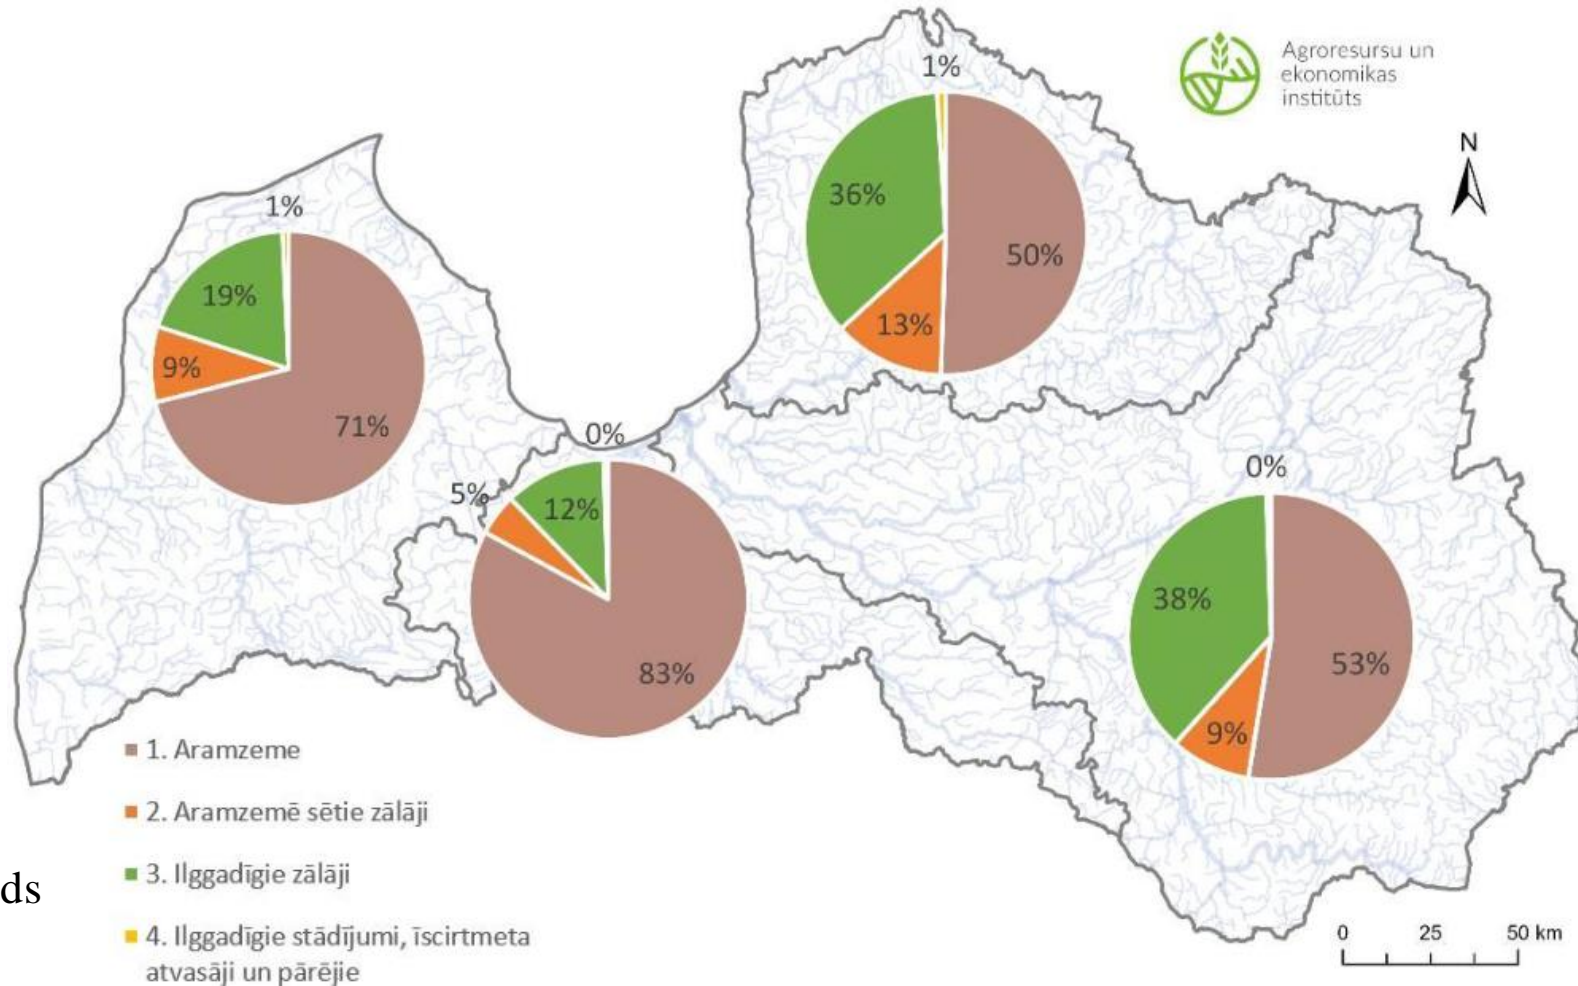 Agroresursu un
ekonomikas
institūts
N
1%
36%
50%
13%
1%
19%
9%
71%
0%
5%
12%
83%
0%
38%
53%
9%
1. Aramzeme
2. Aramzemē sētie zālāji
3. Ilggadīgie zālāji
4. Ilggadīgie stādījumi, īscirtmeta
atvasāji un pārējie
ds
0 25 50 km